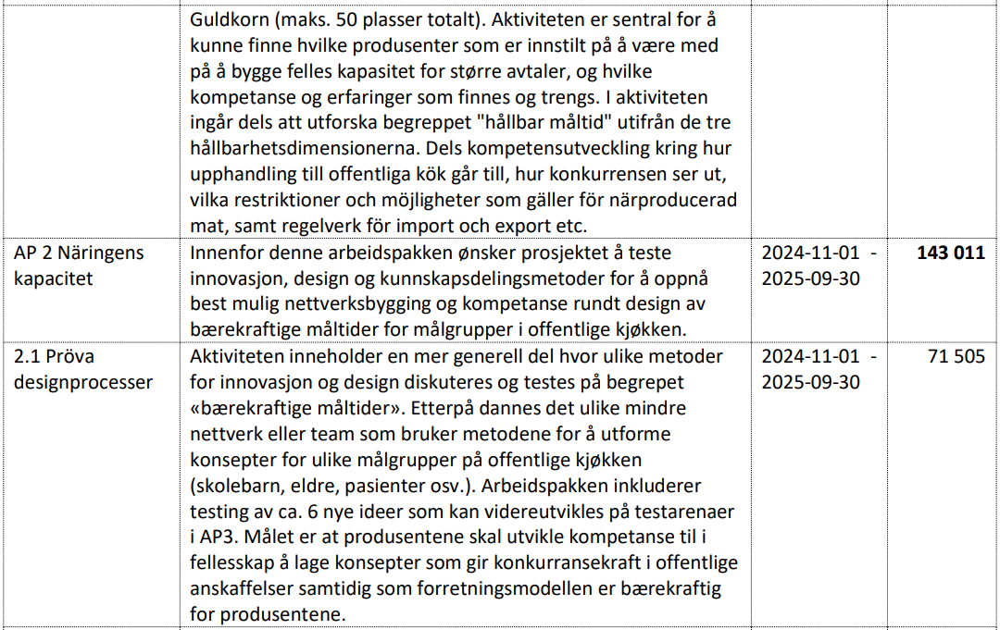 Guldkorn (maks. 50 plasser totalt). Aktiviteten er sentral for å
kunne finne hvilke produsenter som er innstilt på å være med
på å bygge felles kapasitet for større avtaler, og hvilke
kompetanse og erfaringer som finnes og trengs. I aktiviteten
ingår dels att utforska begreppet "hållbar måltid" utifrån de tre
hållbarhetsdimensionerna. Dels kompetensutveckling kring hur
upphandling till offentliga kök går till, hur konkurrensen ser ut,
vilka restriktioner och möjligheter som gäller för närproducerad
mat, samt regelverk för import och export etc.
AP 2 Näringens
kapacitet
Innenfor denne arbeidspakken ønsker prosjektet å teste
innovasjon, design og kunnskapsdelingsmetoder for å oppnå
best mulig nettverksbygging og kompetanse rundt design av
bærekraftige måltider for målgrupper i offentlige kjøkken.
2024-11-01 -
2025-09-30
143 011
2.1 Pröva
designprocesser
Aktiviteten inneholder en mer generell del hvor ulike metoder
for innovasjon og design diskuteres og testes på begrepet
«bærekraftige måltider». Etterpå dannes det ulike mindre
nettverk eller team som bruker metodene for å utforme
konsepter for ulike målgrupper på offentlige kjøkken
(skolebarn, eldre, pasienter osv.). Arbeidspakken inkluderer
testing av ca. 6 nye ideer som kan videreutvikles på testarenaer
i AP3. Målet er at produsentene skal utvikle kompetanse til i
fellesskap å lage konsepter som gir konkurransekraft i offentlige
anskaffelser samtidig som forretningsmodellen er bærekraftig
for produsentene.
2024-11-01 -
2025-09-30
71 505